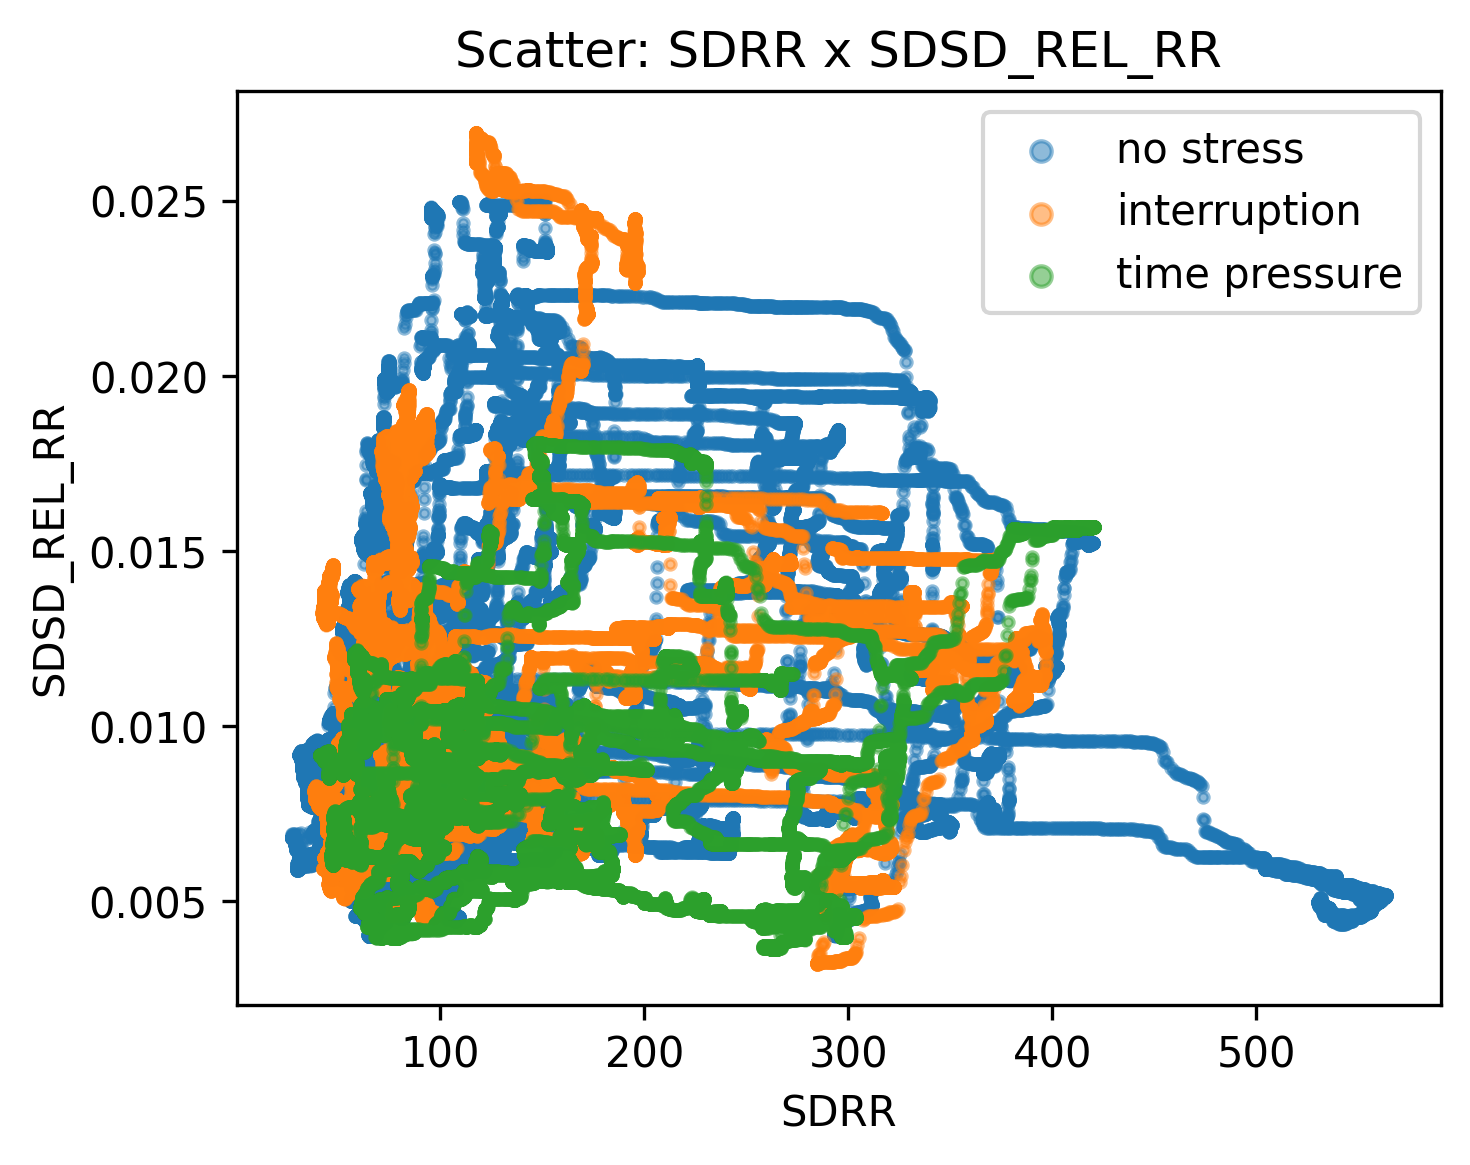 Scatter: SDRR x SDSD_REL_RR
no stress
interruption
time pressure
0.025
0.020
0.015
0.010
0.005
SDSD_REL_RR
100 200 300 400 500
SDRR